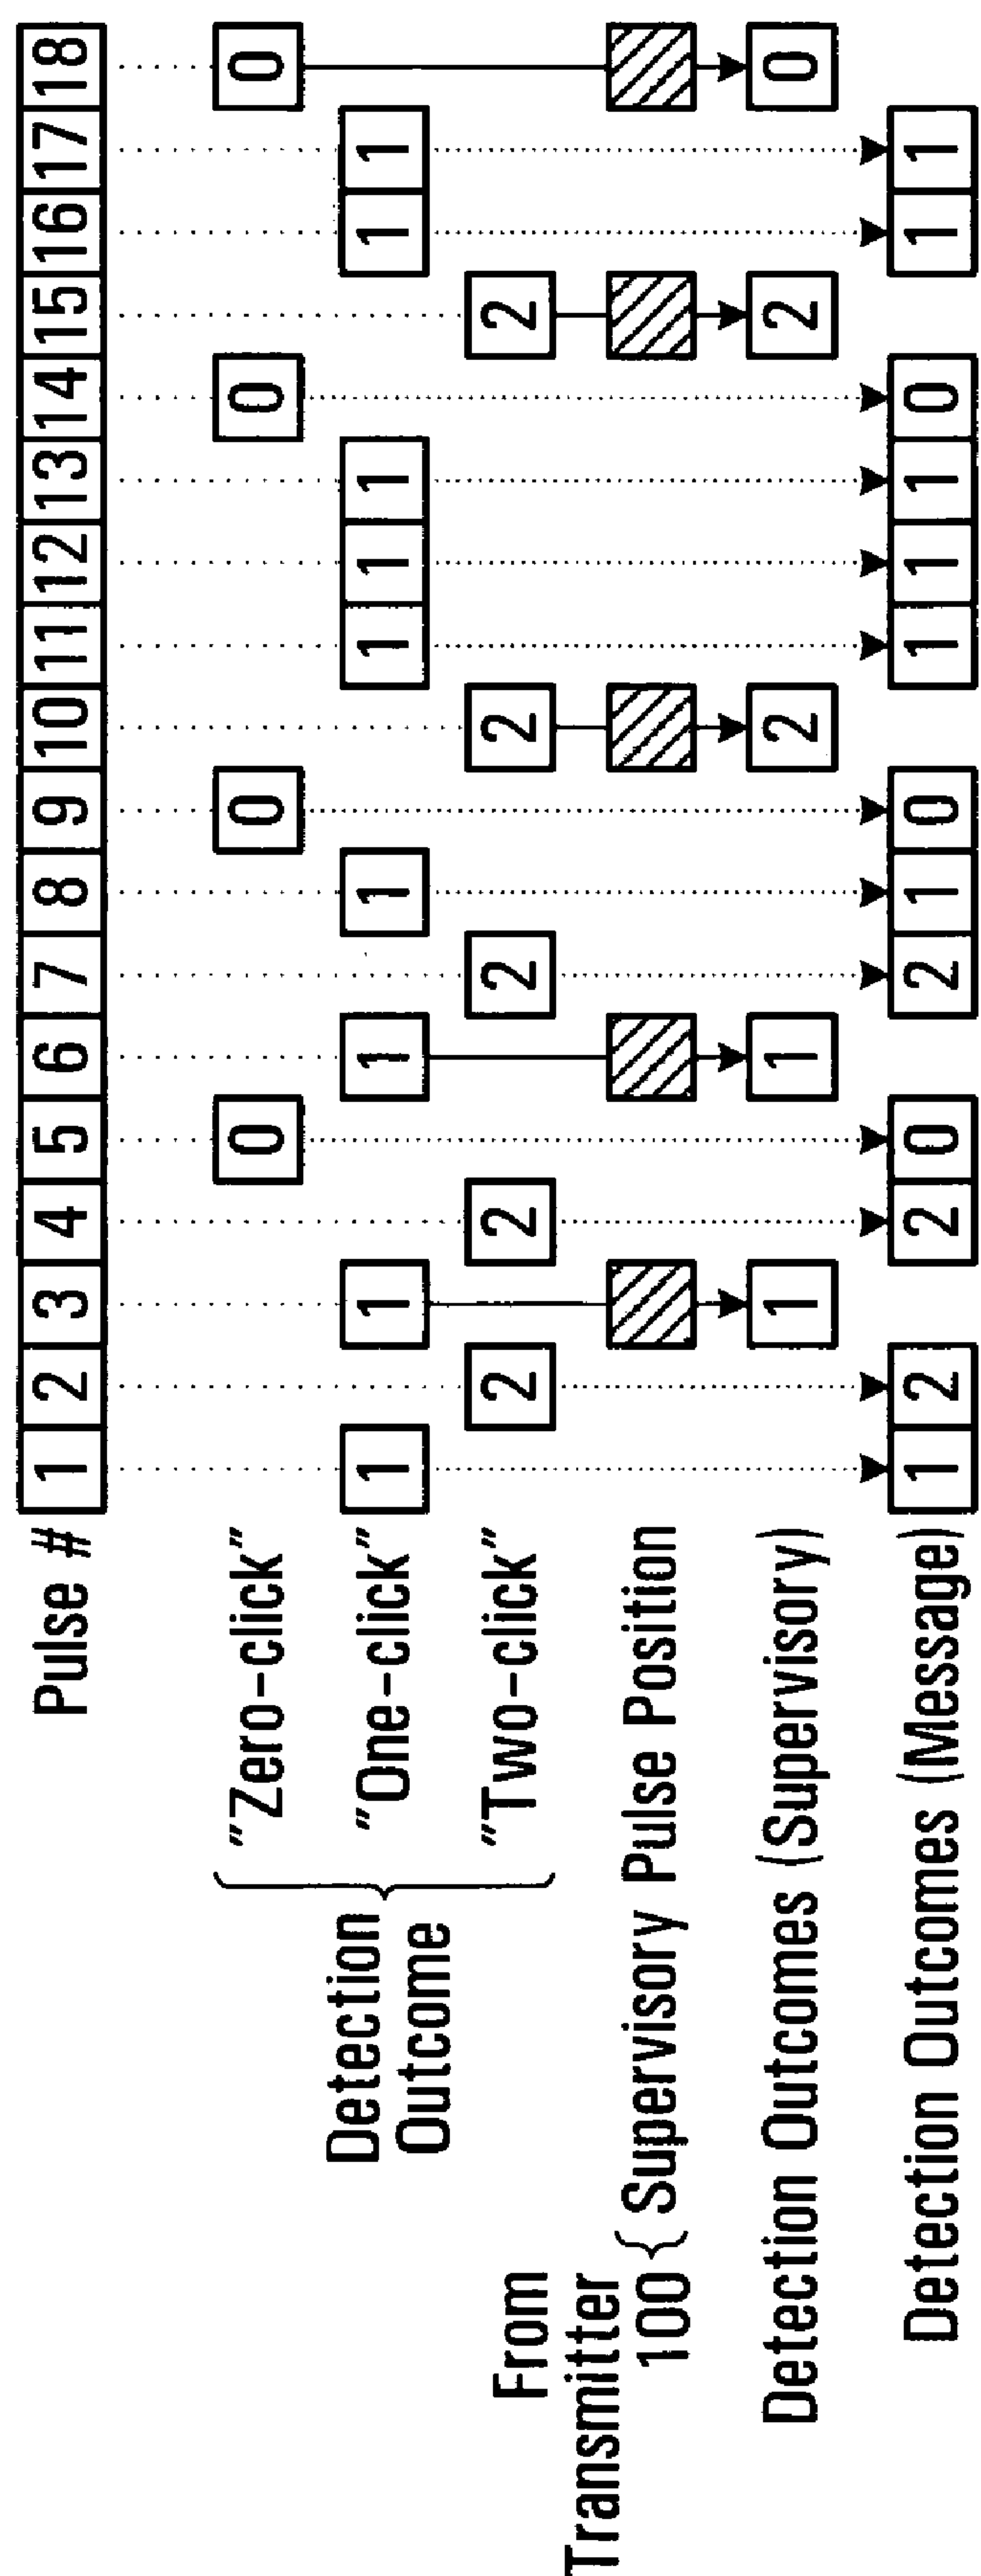 Pulse # 1 2 3 4 5 6 7 8 9 10 11 12 13 14 15 16 17 18
Detection
Outcome
"Zero-click" 0 0 0 0
"One-click" 1 1 1 1 1 1 1 1 1
"Two-click" 2 2 2 2 2
From
Transmitter
100
Supervisory Pulse Position
Detection Outcomes (Supervisory) 1 1 2 2 0
Detection Outcomes (Message) 1 2 2 0 2 1 0 1 1 1 0 1 1